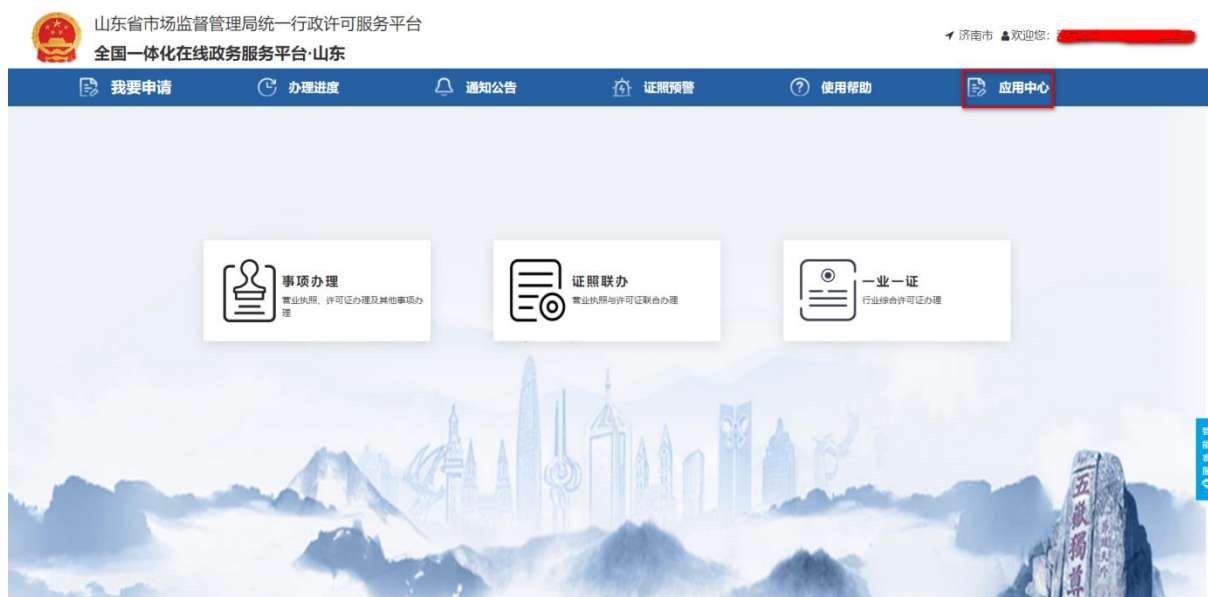 山东省市场监督管理局统一行政许可服务平台
全国一体化在线政务服务平台·山东
济南市 欢迎您:
我要申请 办理进度 通知公告 证照预警 使用帮助 应用中心
事项办理
营业执照、许可证办理及其他事项办
理
证照联办
营业执照与许可证联合办理
一业一证
行业综合许可证办理
智能客服
五嶽獨尊